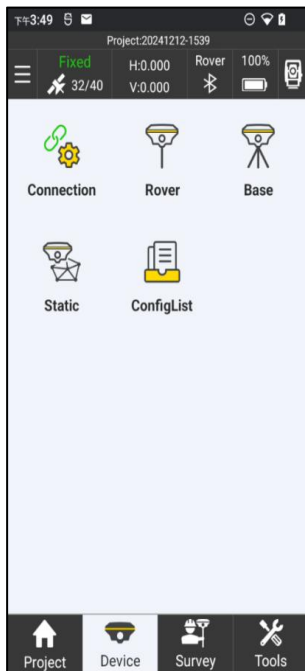 下午3:49
Project:20241212-1539
Fixed H:0.000 Rover 100%
32/40 V:0.000
Connection Rover Base
Static ConfigList
Project Device Survey Tools